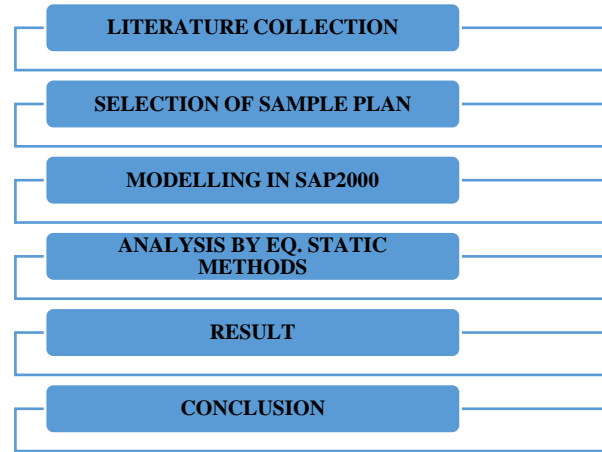 LITERATURE COLLECTION
SELECTION OF SAMPLE PLAN
MODELLING IN SAP2000
ANALYSIS BY EQ. STATIC
METHODS
RESULT
CONCLUSION